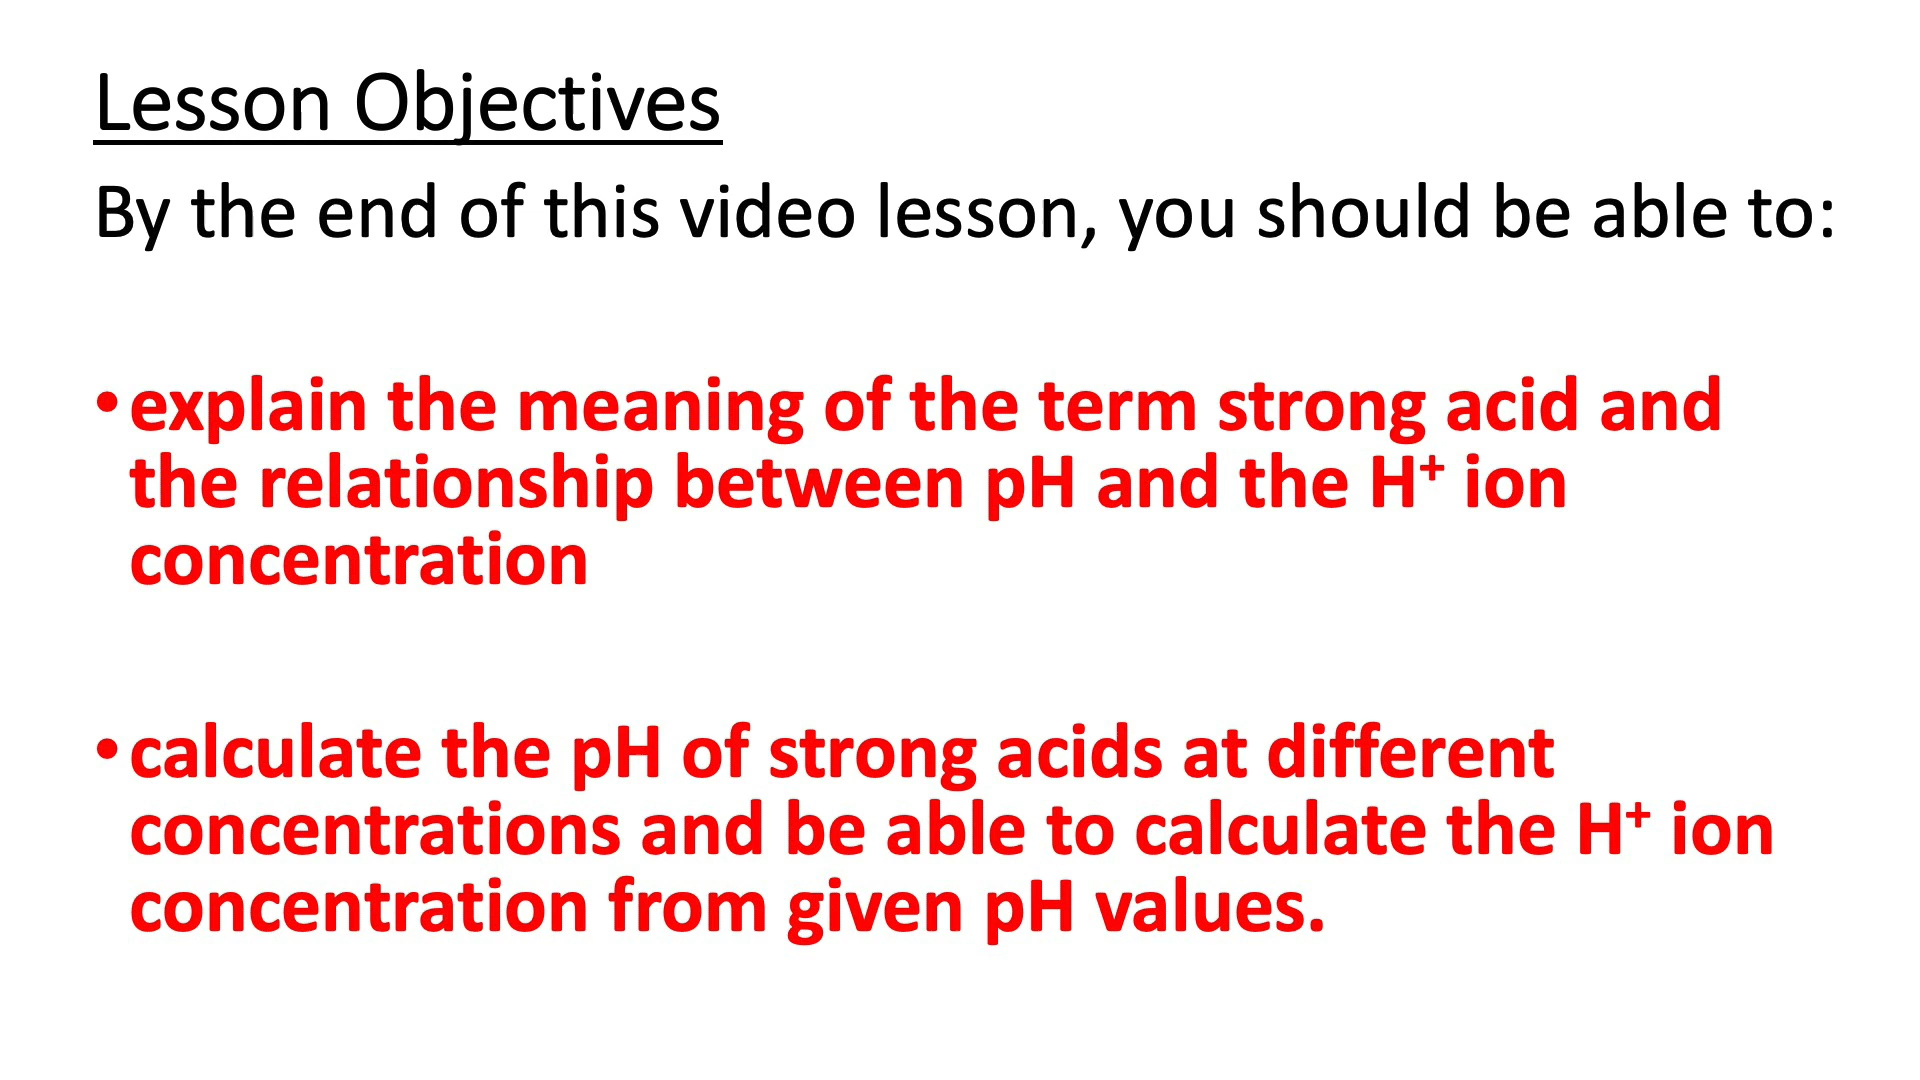 Lesson Objectives
By the end of this video lesson, you should be able to:
•explain the meaning of the term strong acid and
the relationship between pH and the H⁺ ion
concentration
•calculate the pH of strong acids at different
concentrations and be able to calculate the H⁺ ion
concentration from given pH values.